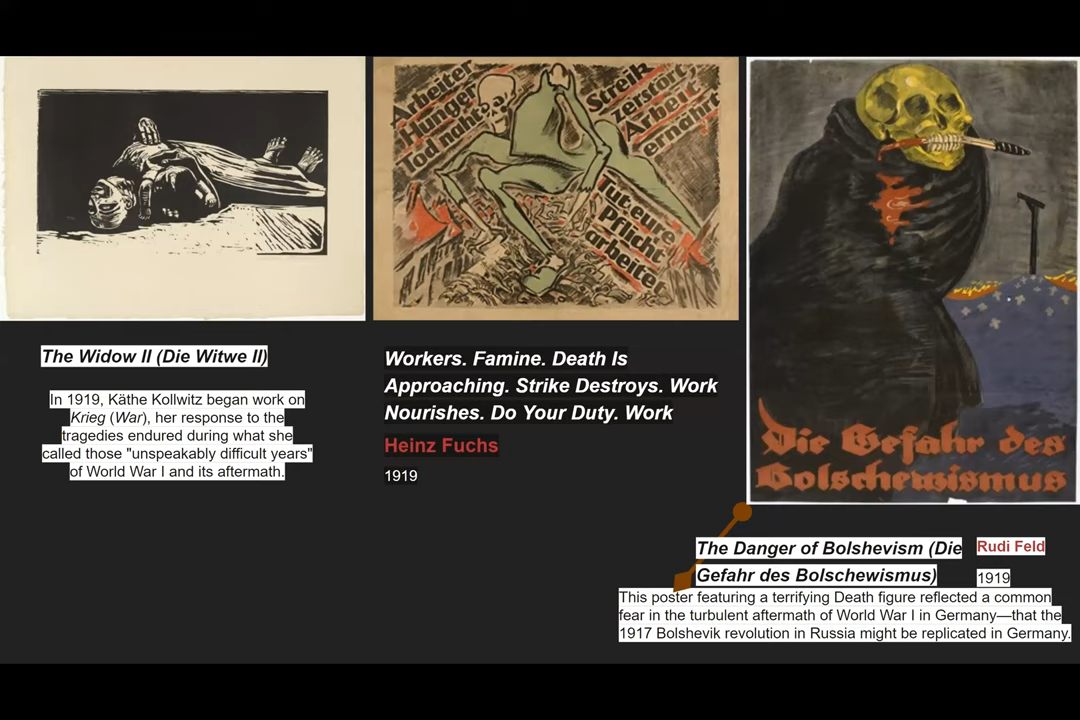 Arbeiter
Hunger
Tod naht
Streik
zerstört,
Arbeit
ernährt
Tut eure
Pflicht
arbeitet
Die Gefahr des
Bolschewismus
The Widow II (Die Witwe II)
In 1919, Käthe Kollwitz began work on
Krieg (War), her response to the
tragedies endured during what she
called those "unspeakably difficult years"
of World War I and its aftermath.
Workers. Famine. Death Is
Approaching. Strike Destroys. Work
Nourishes. Do Your Duty. Work
Heinz Fuchs
1919
The Danger of Bolshevism (Die
Gefahr des Bolschewismus)
Rudi Feld
1919
This poster featuring a terrifying Death figure reflected a common
fear in the turbulent aftermath of World War I in Germany—that the
1917 Bolshevik revolution in Russia might be replicated in Germany.